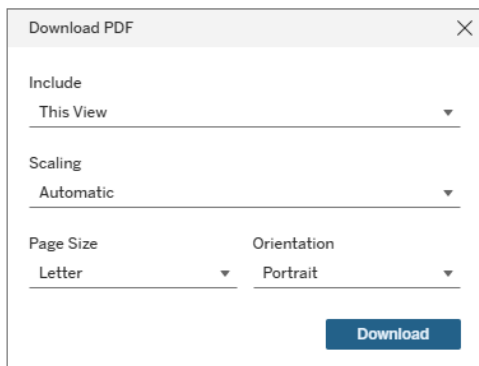 Download PDF
Include
This View
Scaling
Automatic
Page Size Orientation
Letter Portrait
Download